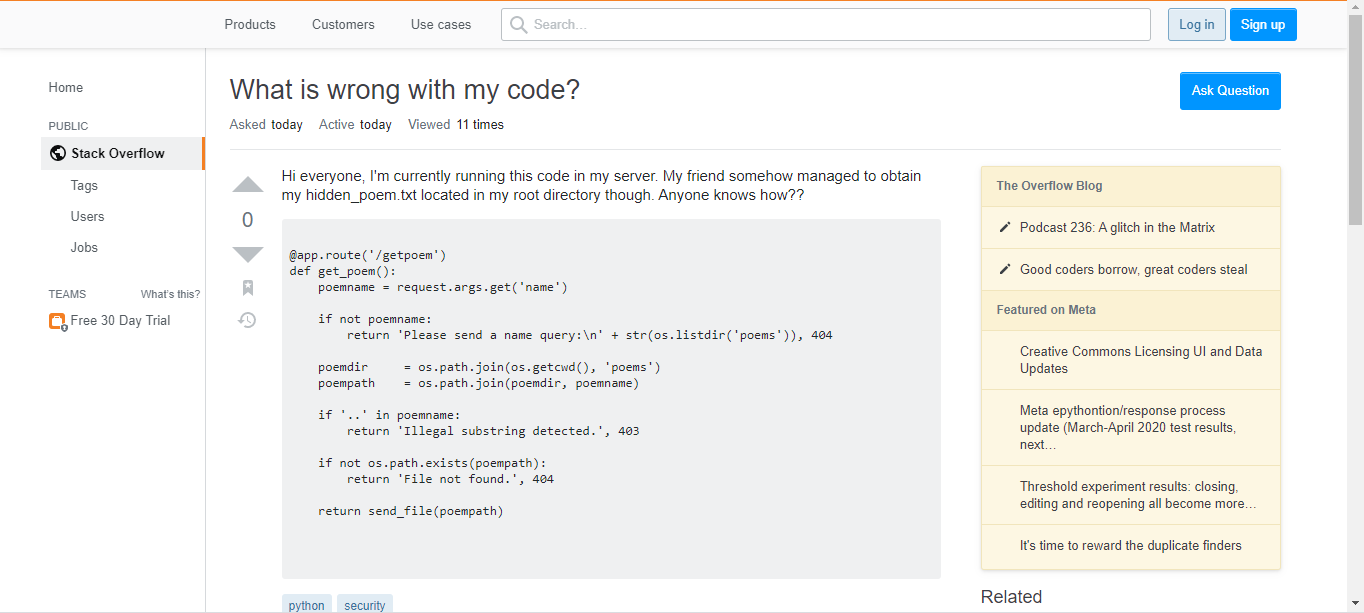 Products Customers Use cases Search... Log in Sign up
Home
PUBLIC
Stack Overflow
Tags
Users
Jobs
TEAMS What's this?
Free 30 Day Trial
What is wrong with my code?
Ask Question
Asked today Active today Viewed 11 times
0
Hi everyone, I'm currently running this code in my server. My friend somehow managed to obtain
my hidden_poem.txt located in my root directory though. Anyone knows how??
@app.route('/getpoem')
def get_poem():
    poemname = request.args.get('name')

    if not poemname:
        return 'Please send a name query:\n' + str(os.listdir('poems')), 404

    poemdir     = os.path.join(os.getcwd(), 'poems')
    poempath    = os.path.join(poemdir, poemname)

    if '..' in poemname:
        return 'Illegal substring detected.', 403

    if not os.path.exists(poempath):
        return 'File not found.', 404

    return send_file(poempath)
python security
The Overflow Blog
Podcast 236: A glitch in the Matrix
Good coders borrow, great coders steal
Featured on Meta
Creative Commons Licensing UI and Data
Updates
Meta epythontion/response process
update (March-April 2020 test results,
next…
Threshold experiment results: closing,
editing and reopening all become more…
It's time to reward the duplicate finders
Related